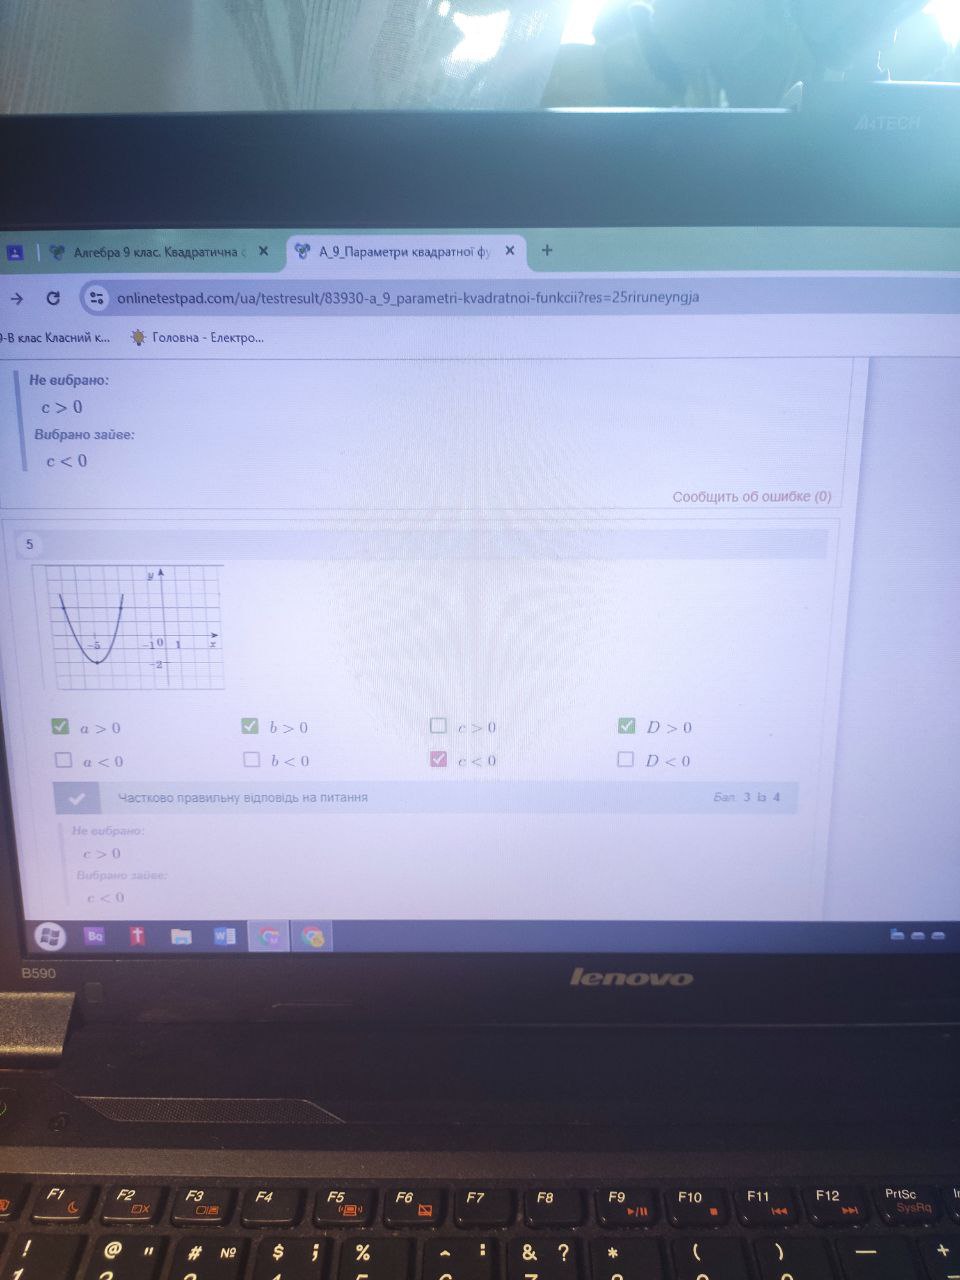 A4TECH
Алгебра 9 клас. Квадратична
А_9_Параметри квадратної фу
onlinetestpad.com/ua/testresult/83930-a_9_parametri-kvadratnoi-funkcii?res=25riruneyngja
9-В клас Класний к...
Головна - Електро...
Не вибрано:
c > 0
Вибрано зайве:
c < 0
Сообщить об ошибке (0)
5
y
-5 -1 0 1 x
-2
a > 0 b > 0 c > 0 D > 0
a < 0 b < 0 c < 0 D < 0
Частково правильну відповідь на питання Бал: 3 із 4
Не вибрано:
c > 0
Вибрано зайве:
c < 0
Bq W
B590 lenovo
F1 F2 F3 F4 F5 F6 F7 F8 F9 F10 F11 F12 PrtSc
SysRq
! @ " # № $ ; % ^ : & ? * ( ) — +